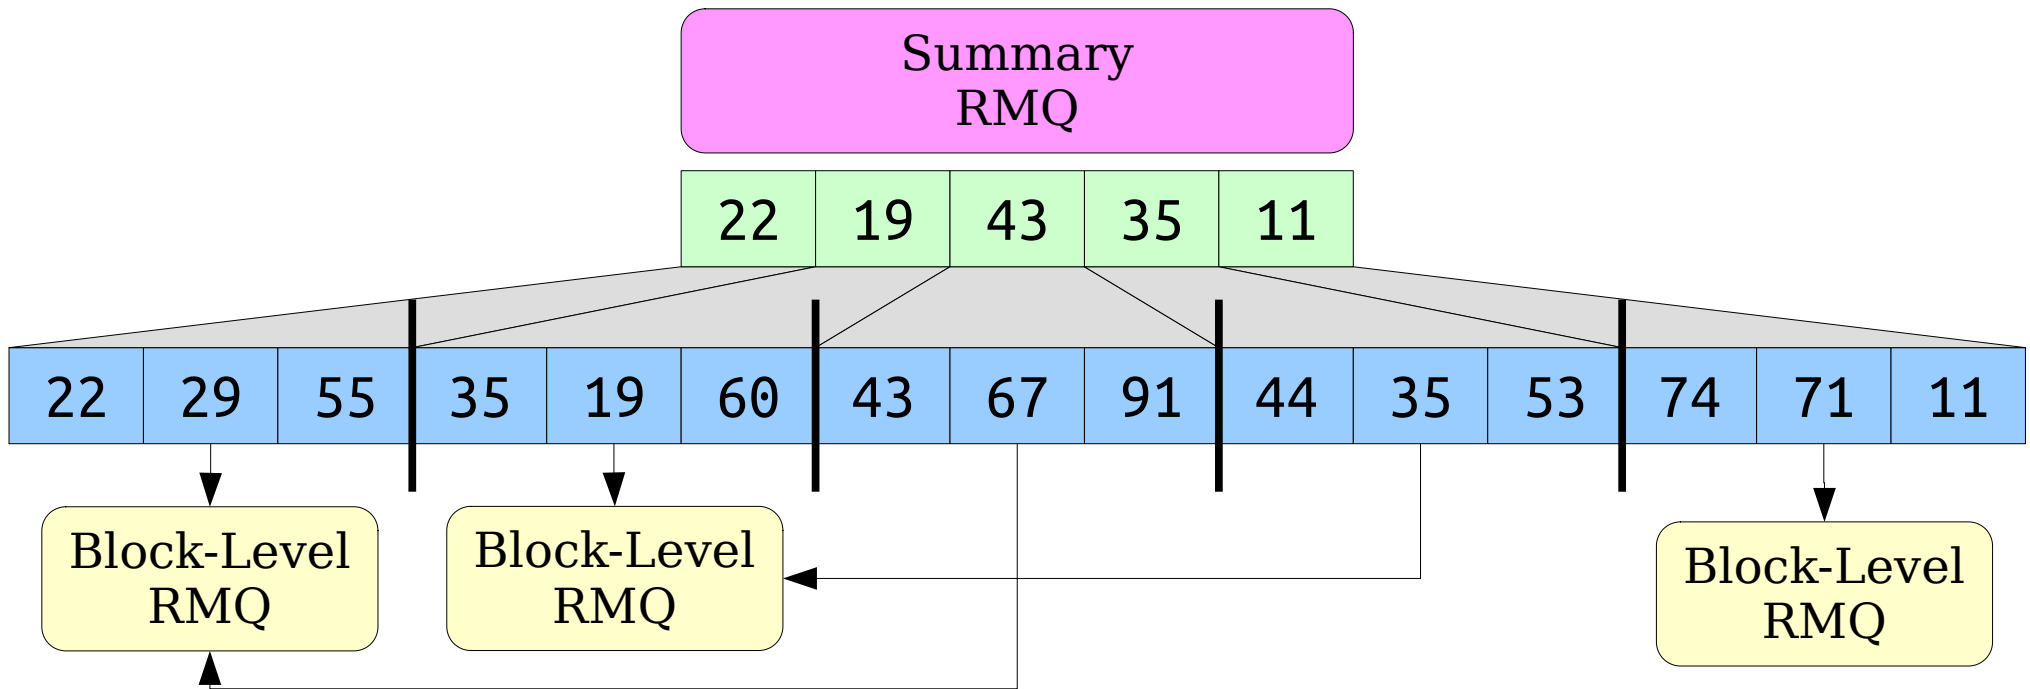 Summary
RMQ
22 19 43 35 11
22 29 55 35 19 60 43 67 91 44 35 53 74 71 11
Block-Level
RMQ
Block-Level
RMQ
Block-Level
RMQ